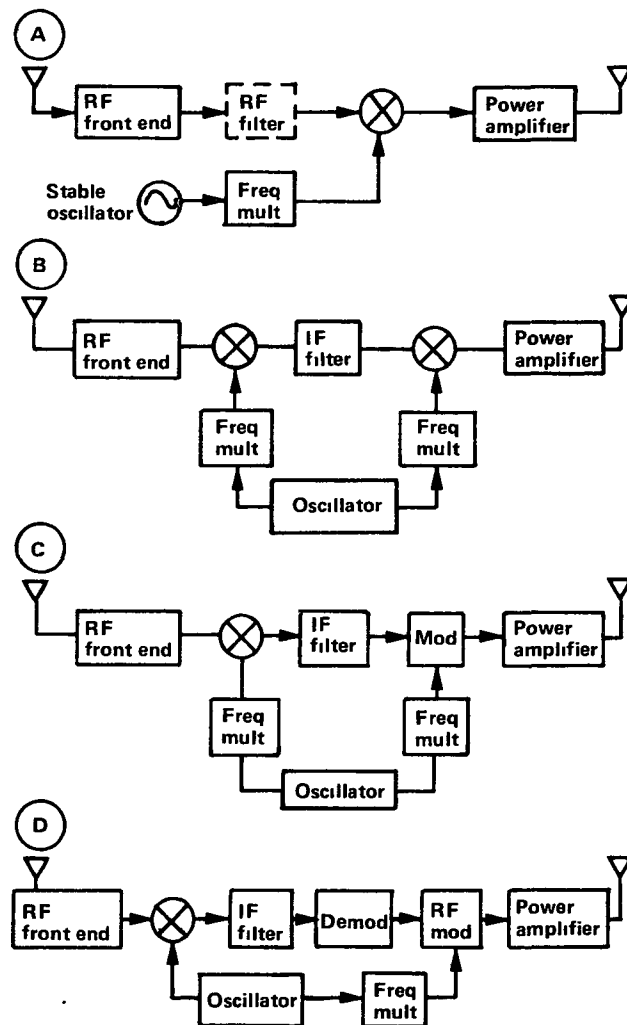 A
RF
front end
RF
filter
Power
amplifier
Stable
oscillator
Freq
mult
B
RF
front end
IF
filter
Power
amplifier
Freq
mult
Freq
mult
Oscillator
C
RF
front end
IF
filter
Mod
Power
amplifier
Freq
mult
Freq
mult
Oscillator
D
RF
front end
IF
filter
Demod
RF
mod
Power
amplifier
Oscillator
Freq
mult